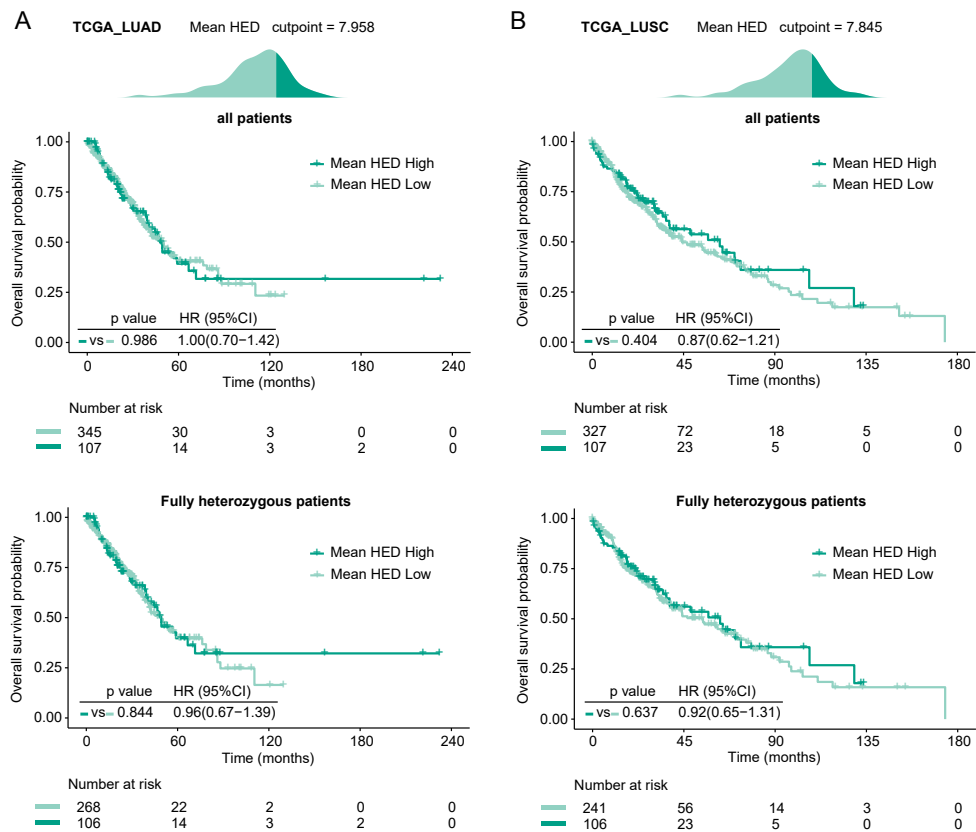 A
TCGA_LUAD Mean HED cutpoint = 7.958
all patients
Overall survival probability
1.00
0.75
0.50
0.25
0.00
Mean HED High
Mean HED Low
p value HR (95%CI)
vs 0.986 1.00(0.70−1.42)
0 60 120 180 240
Time (months)
Number at risk
345 30 3 0 0
107 14 3 2 0
Fully heterozygous patients
Overall survival probability
1.00
0.75
0.50
0.25
0.00
Mean HED High
Mean HED Low
p value HR (95%CI)
vs 0.844 0.96(0.67−1.39)
0 60 120 180 240
Time (months)
Number at risk
268 22 2 0 0
106 14 3 2 0
B
TCGA_LUSC Mean HED cutpoint = 7.845
all patients
Overall survival probability
1.00
0.75
0.50
0.25
0.00
Mean HED High
Mean HED Low
p value HR (95%CI)
vs 0.404 0.87(0.62−1.21)
0 45 90 135 180
Time (months)
Number at risk
327 72 18 5 0
107 23 5 0 0
Fully heterozygous patients
Overall survival probability
1.00
0.75
0.50
0.25
0.00
Mean HED High
Mean HED Low
p value HR (95%CI)
vs 0.637 0.92(0.65−1.31)
0 45 90 135 180
Time (months)
Number at risk
241 56 14 3 0
106 23 5 0 0